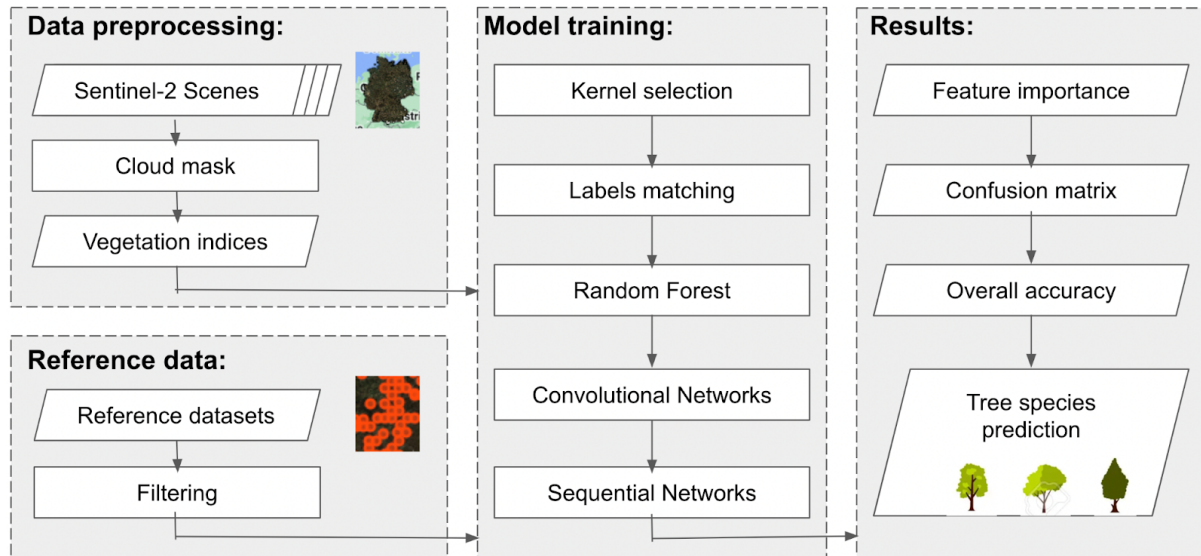 Data preprocessing:
Sentinel-2 Scenes
Cloud mask
Vegetation indices
Reference data:
Reference datasets
Filtering
Model training:
Kernel selection
Labels matching
Random Forest
Convolutional Networks
Sequential Networks
Results:
Feature importance
Confusion matrix
Overall accuracy
Tree species
prediction